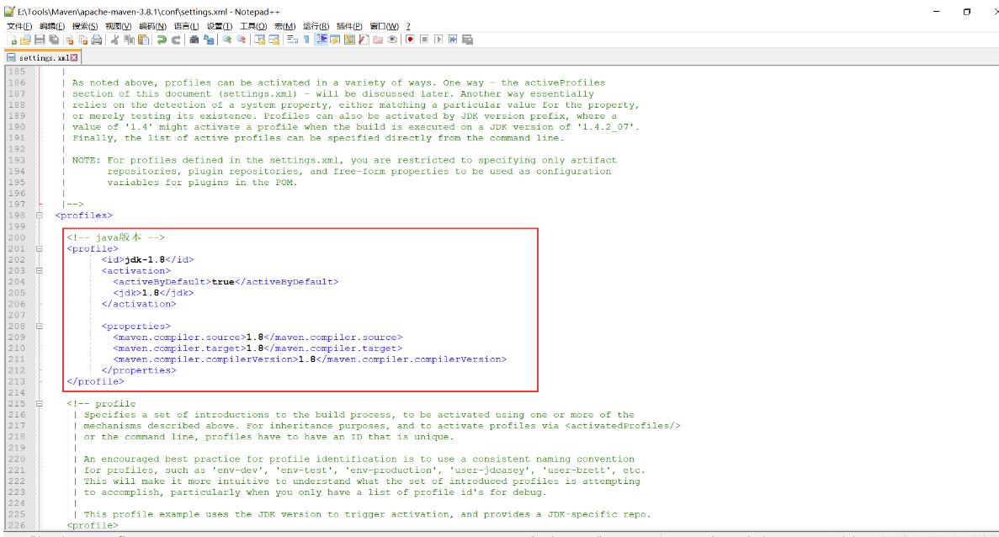 E:\Tools\Maven\apache-maven-3.8.1\conf\settings.xml - Notepad++
文件(F) 编辑(E) 搜索(S) 视图(V) 编码(N) 语言(L) 设置(T) 工具(O) 宏(M) 运行(R) 插件(P) 窗口(W) ?
settings.xml
185 |
186 | As noted above, profiles can be activated in a variety of ways. One way - the activeProfiles
187 | section of this document (settings.xml) - will be discussed later. Another way essentially
188 | relies on the detection of a system property, either matching a particular value for the property,
189 | or merely testing its existence. Profiles can also be activated by JDK version prefix, where a
190 | value of '1.4' might activate a profile when the build is executed on a JDK version of '1.4.2_07'.
191 | Finally, the list of active profiles can be specified directly from the command line.
192 |
193 | NOTE: For profiles defined in the settings.xml, you are restricted to specifying only artifact
194 | repositories, plugin repositories, and free-form properties to be used as configuration
195 | variables for plugins in the POM.
196 |
197 |-->
198 <profiles>
199
200 <!-- java版本 -->
201 <profile>
202 <id>jdk-1.8</id>
203 <activation>
204 <activeByDefault>true</activeByDefault>
205 <jdk>1.8</jdk>
206 </activation>
207
208 <properties>
209 <maven.compiler.source>1.8</maven.compiler.source>
210 <maven.compiler.target>1.8</maven.compiler.target>
211 <maven.compiler.compilerVersion>1.8</maven.compiler.compilerVersion>
212 </properties>
213 </profile>
214
215 <!-- profile
216 | Specifies a set of introductions to the build process, to be activated using one or more of the
217 | mechanisms described above. For inheritance purposes, and to activate profiles via <activatedProfiles/>
218 | or the command line, profiles have to have an ID that is unique.
219 |
220 | An encouraged best practice for profile identification is to use a consistent naming convention
221 | for profiles, such as 'env-dev', 'env-test', 'env-production', 'user-jdcasey', 'user-brett', etc.
222 | This will make it more intuitive to understand what the set of introduced profiles is attempting
223 | to accomplish, particularly when you only have a list of profile id's for debug.
224 |
225 | This profile example uses the JDK version to trigger activation, and provides a JDK-specific repo.
226 <profile>